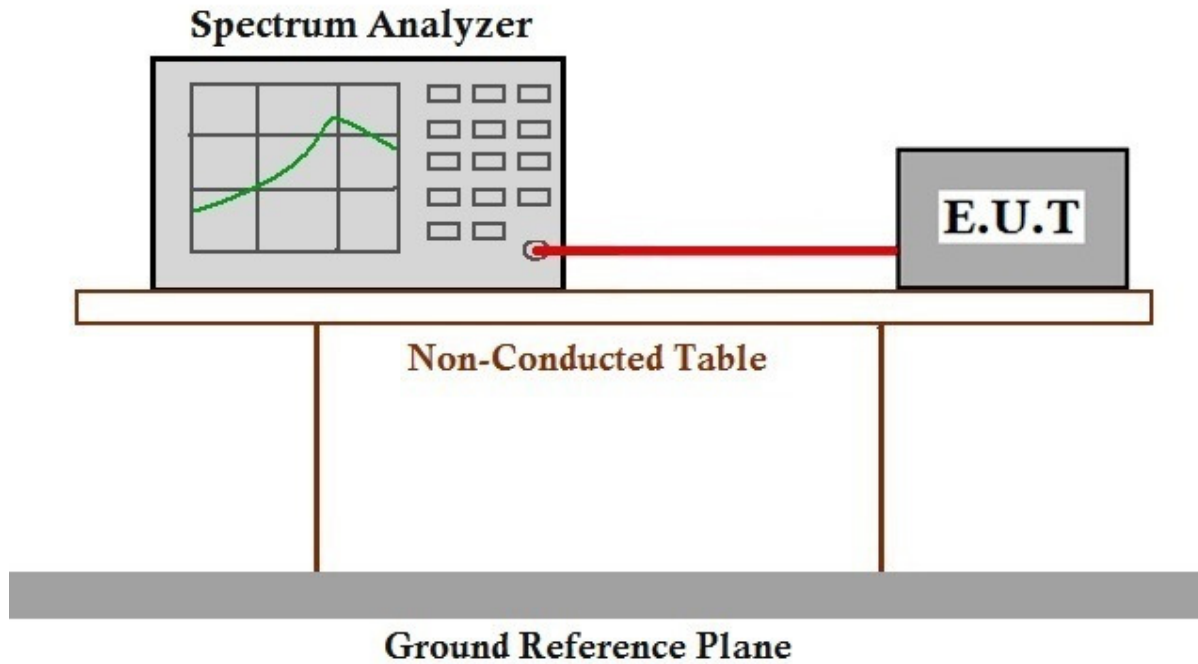 Spectrum Analyzer
E.U.T
Non-Conducted Table
Ground Reference Plane